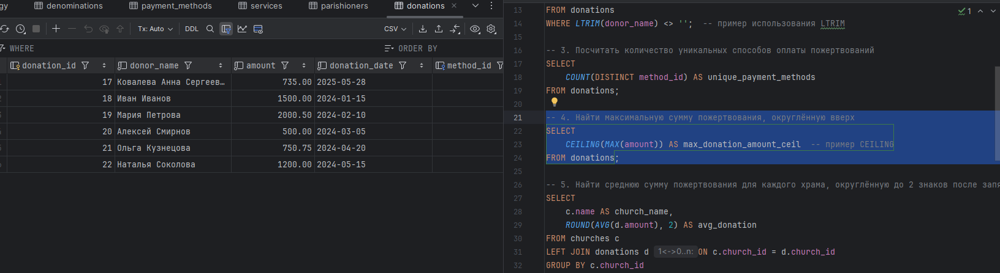 gy denominations payment_methods services parishioners donations
Tx: Auto DDL CSV
WHERE ORDER BY
donation_id donor_name amount donation_date method_id
17 Ковалева Анна Сергеев… 735.00 2025-05-28
18 Иван Иванов 1500.00 2024-01-15
19 Мария Петрова 2000.50 2024-02-10
20 Алексей Смирнов 500.00 2024-03-05
21 Ольга Кузнецова 750.75 2024-04-20
22 Наталья Соколова 1200.00 2024-05-15
13 FROM donations
1
14 WHERE LTRIM(donor_name) <> '';  -- пример использования LTRIM
15
16 -- 3. Посчитать количество уникальных способов оплаты пожертвований
17 SELECT
18 COUNT(DISTINCT method_id) AS unique_payment_methods
19 FROM donations;
20
21 -- 4. Найти максимальную сумму пожертвования, округлённую вверх
22 SELECT
23 CEILING(MAX(amount)) AS max_donation_amount_ceil  -- пример CEILING
24 FROM donations;
25
26 -- 5. Найти среднюю сумму пожертвования для каждого храма, округлённую до 2 знаков после запя
27 SELECT
28 c.name AS church_name,
29 ROUND(AVG(d.amount), 2) AS avg_donation
30 FROM churches c
31 LEFT JOIN donations d 1<->0..n: ON c.church_id = d.church_id
32 GROUP BY c.church_id